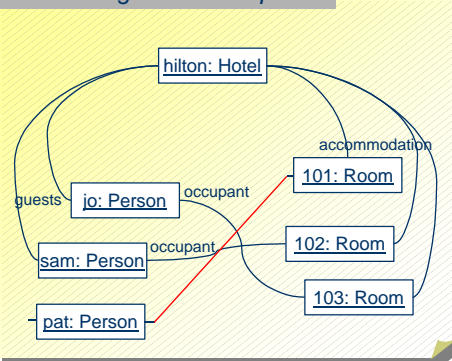 hilton: Hotel
accommodation
101: Room
guests
jo: Person
occupant
occupant
102: Room
sam: Person
103: Room
pat: Person